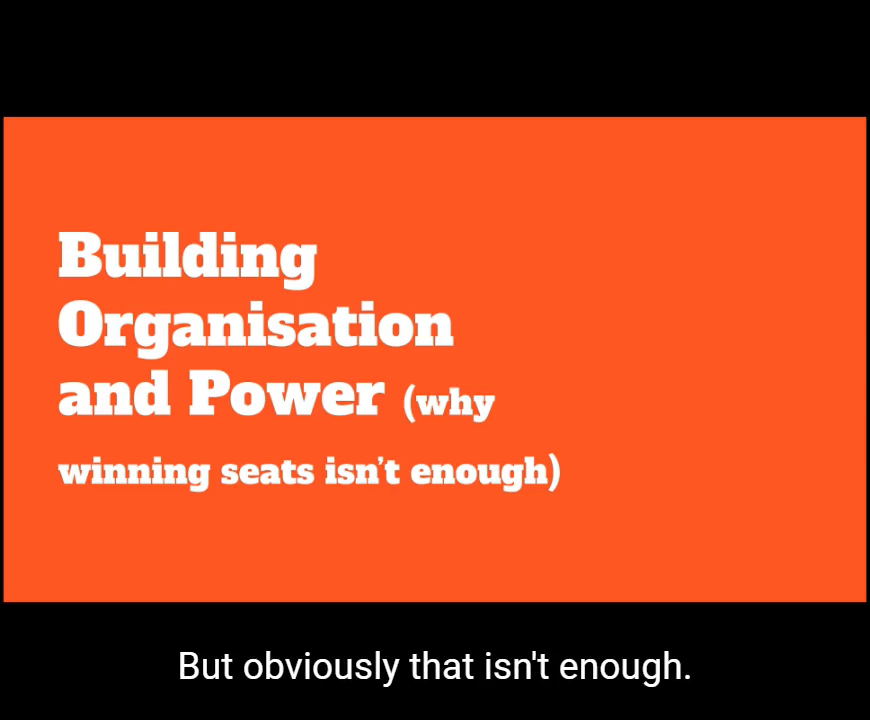 Building
Organisation
and Power (why
winning seats isn’t enough)
But obviously that isn't enough.